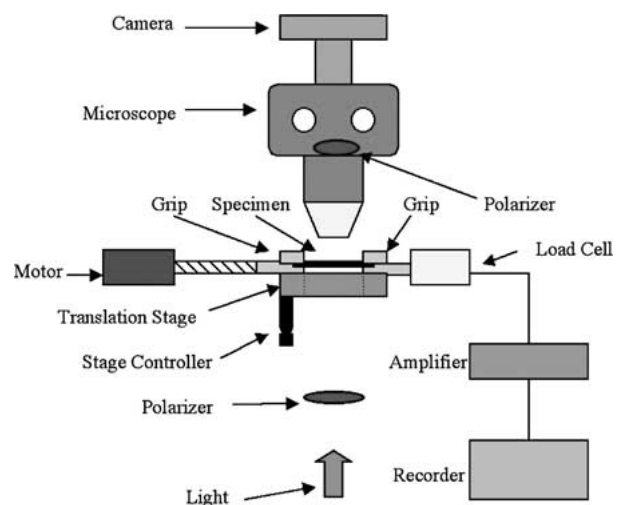 Camera
Microscope
Grip
Specimen
Grip
Polarizer
Load Cell
Motor
Translation Stage
Stage Controller
Amplifier
Polarizer
Recorder
Light